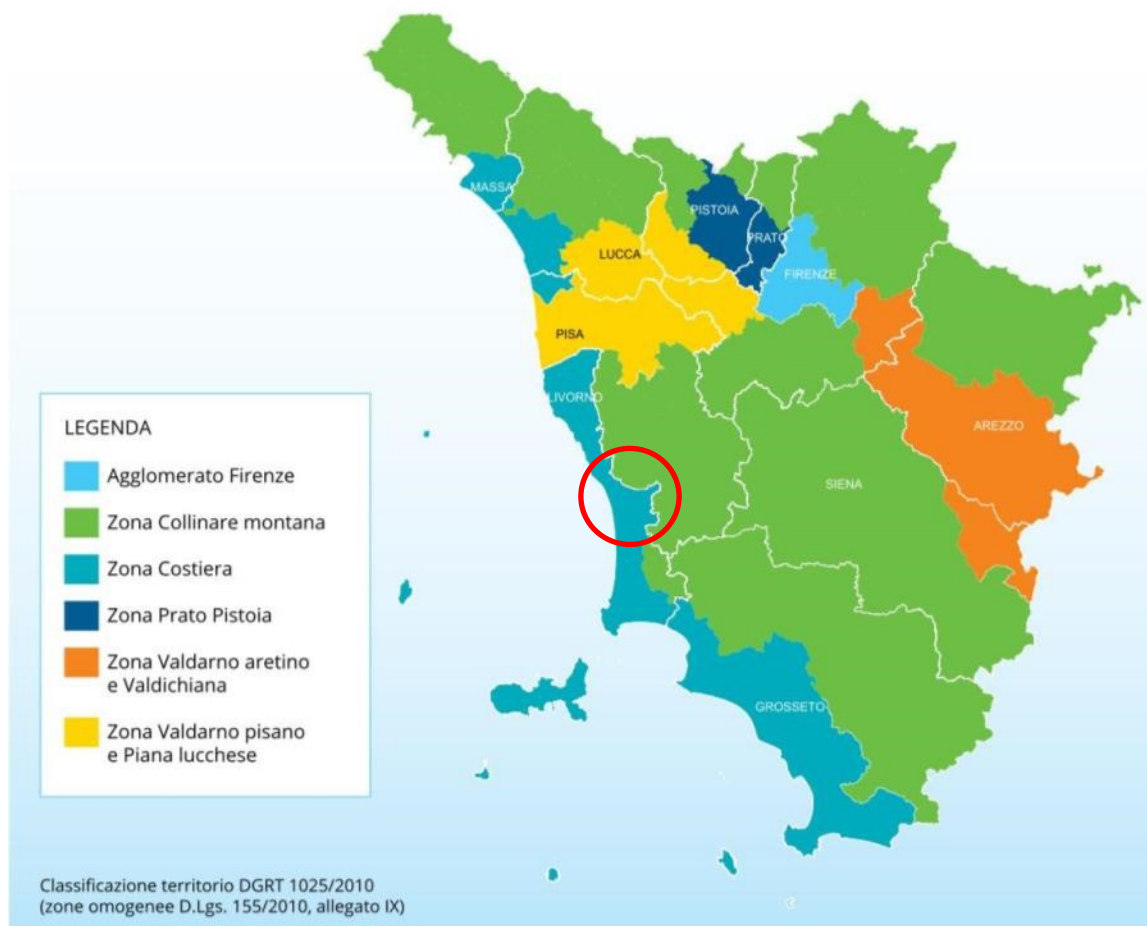 MASSA
PISTOIA
PRATO
LUCCA
FIRENZE
PISA
LIVORNO
AREZZO
SIENA
GROSSETO
LEGENDA
Agglomerato Firenze
Zona Collinare montana
Zona Costiera
Zona Prato Pistoia
Zona Valdarno aretino
e Valdichiana
Zona Valdarno pisano
e Piana lucchese
Classificazione territorio DGRT 1025/2010
(zone omogenee D.Lgs. 155/2010, allegato IX)